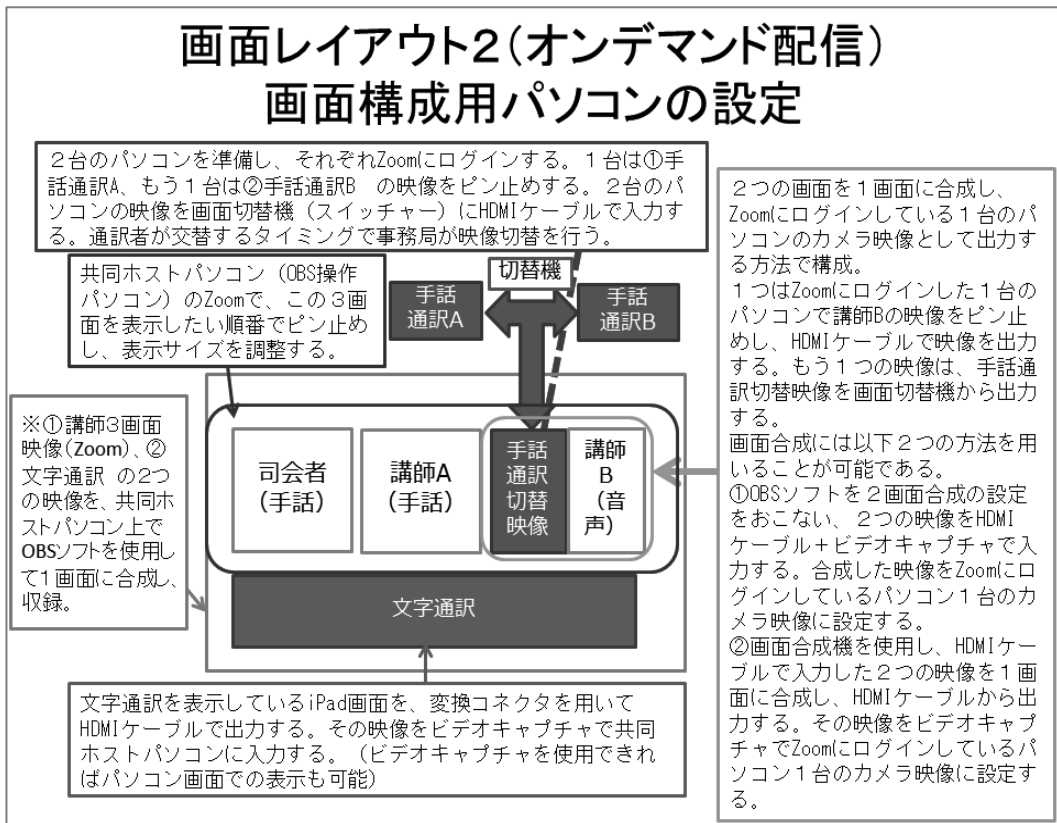 画面レイアウト2(オンデマンド配信)
画面構成用パソコンの設定
2台のパソコンを準備し、それぞれZoomにログインする。1台は①手
話通訳A、もう1台は②手話通訳B の映像をピン止めする。2台のパ
ソコンの映像を画面切替機(スイッチャー)にHDMIケーブルで入力す
る。通訳者が交替するタイミングで事務局が映像切替を行う。
共同ホストパソコン(OBS操作
パソコン)のZoomで、この3画
面を表示したい順番でピン止め
し、表示サイズを調整する。
切替機
手話
通訳A
手話
通訳B
※①講師3画面
映像(Zoom)、②
文字通訳 の2つ
の映像を、共同ホ
ストパソコン上で
OBSソフトを使用し
て1画面に合成し、
収録。
司会者
(手話)
講師A
(手話)
手話
通訳
切替
映像
講師
B
(音
声)
文字通訳
文字通訳を表示しているiPad画面を、変換コネクタを用いて
HDMIケーブルで出力する。その映像をビデオキャプチャで共同
ホストパソコンに入力する。(ビデオキャプチャを使用できれ
ばパソコン画面での表示も可能)
2つの画面を1画面に合成し、
Zoomにログインしている1台のパ
ソコンのカメラ映像として出力す
る方法で構成。
1つはZoomにログインした1台の
パソコンで講師Bの映像をピン止
めし、HDMIケーブルで映像を出力
する。もう1つの映像は、手話通
訳切替映像を画面切替機から出力
する。
画面合成には以下2つの方法を用
いることが可能である。
①OBSソフトを2画面合成の設定
をおこない、2つの映像をHDMI
ケーブル+ビデオキャプチャで入
力する。合成した映像をZoomにロ
グインしているパソコン1台のカ
メラ映像に設定する。
②画面合成機を使用し、HDMIケー
ブルで入力した2つの映像を1画
面に合成し、HDMIケーブルから出
力する。その映像をビデオキャプ
チャでZoomにログインしているパ
ソコン1台のカメラ映像に設定す
る。